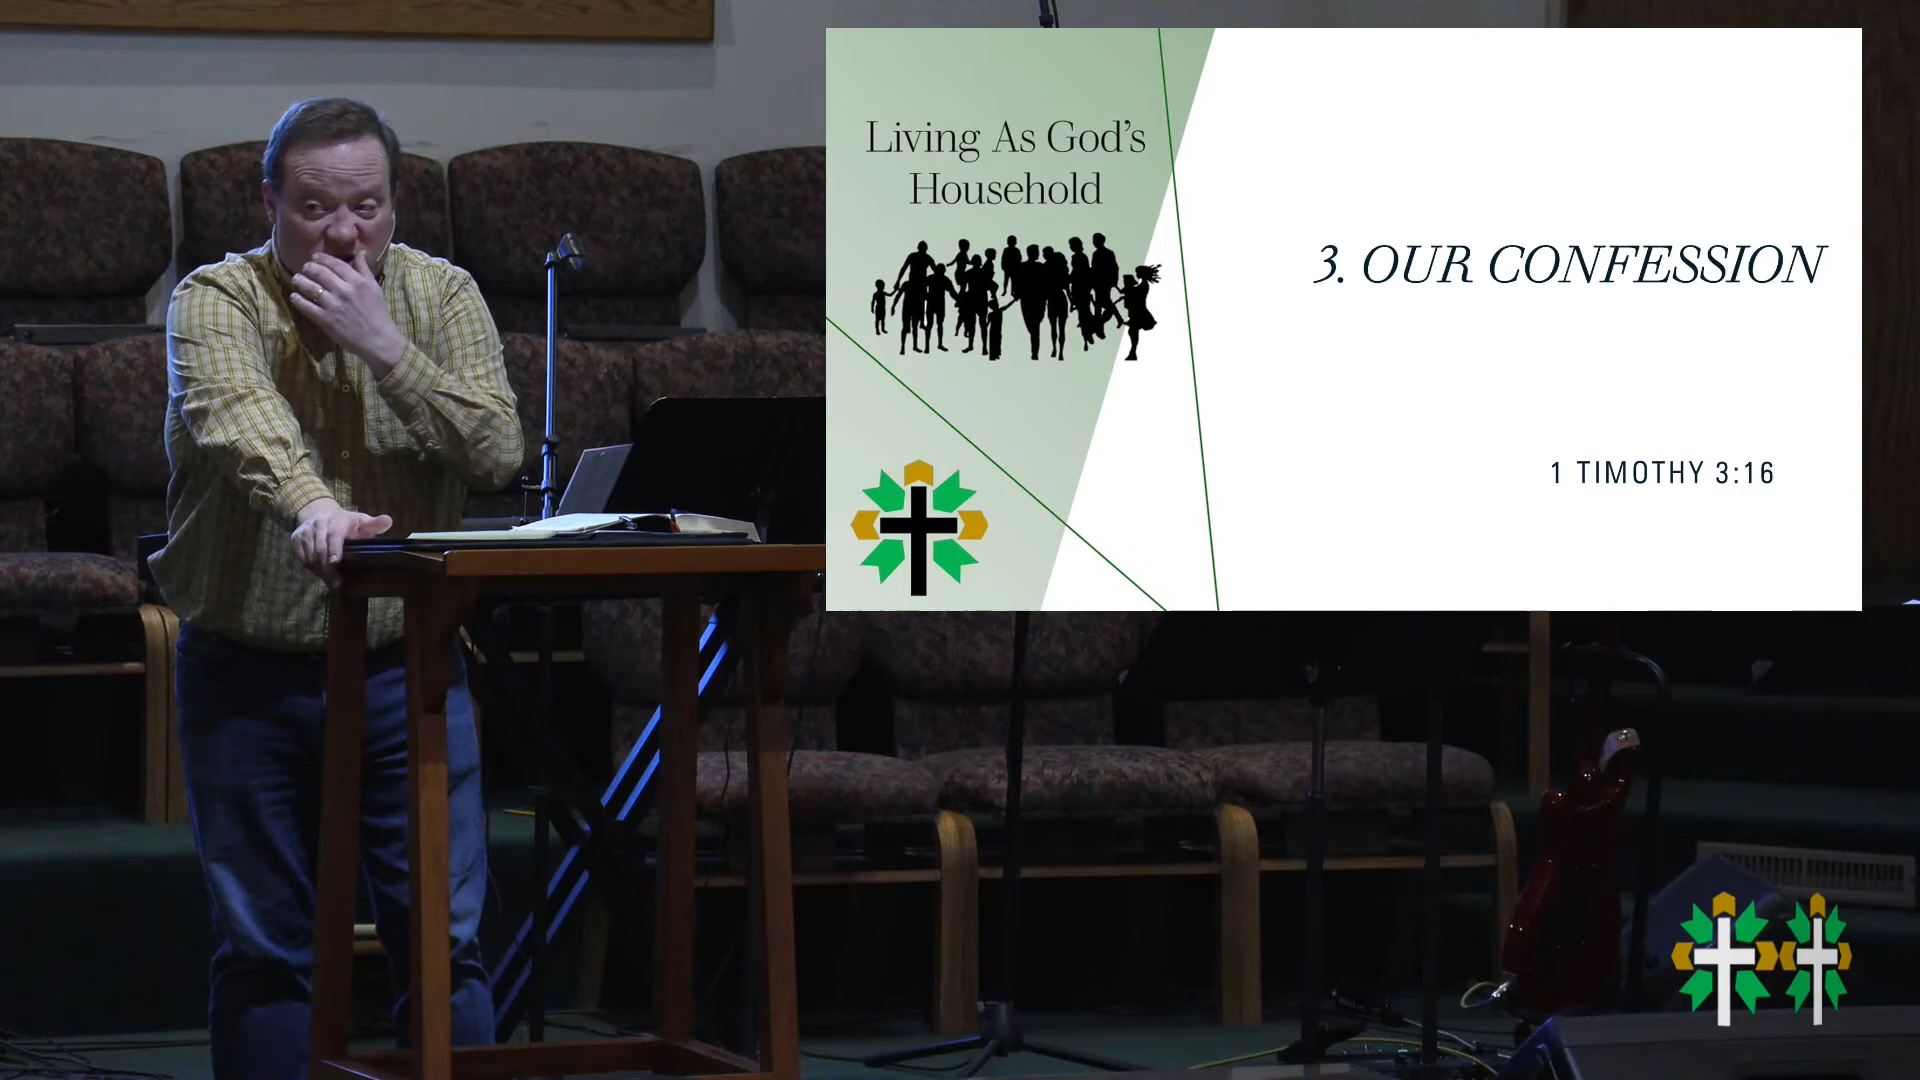 Living As God's
Household
3. OUR CONFESSION
1 TIMOTHY 3:16